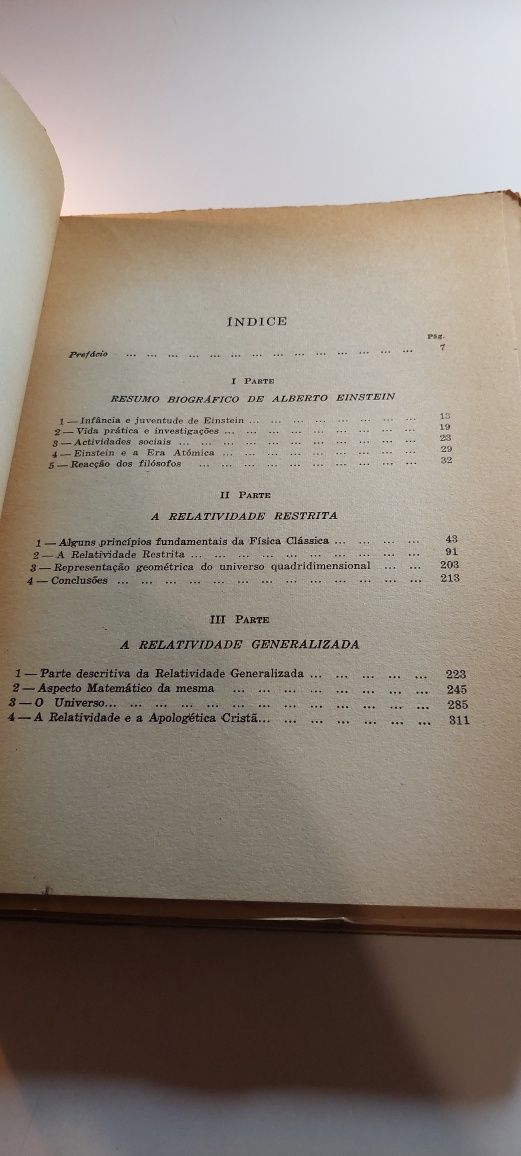 ÍNDICE
Pág.
Prefácio ... ... ... ... ... ... ... ... ... ... ... ... ... ... 7
I PARTE
RESUMO BIOGRÁFICO DE ALBERTO EINSTEIN
1 — Infância e juventude de Einstein ... ... ... ... ... ... ... ... 13
2 — Vida prática e investigações ... ... ... ... ... ... ... ... ... 19
3 — Actividades sociais ... ... ... ... ... ... ... ... ... ... ... 23
4 — Einstein e a Era Atómica ... ... ... ... ... ... ... ... ... 29
5 — Reacção dos filósofos ... ... ... ... ... ... ... ... ... ... 32
II PARTE
A RELATIVIDADE RESTRITA
1 — Alguns princípios fundamentais da Física Clássica ... ... ... ... 43
2 — A Relatividade Restrita ... ... ... ... ... ... ... ... ... ... 91
3 — Representação geométrica do universo quadridimensional ... ... 203
4 — Conclusões ... ... ... ... ... ... ... ... ... ... ... ... ... 213
III PARTE
A RELATIVIDADE GENERALIZADA
1 — Parte descritiva da Relatividade Generalizada ... ... ... ... ... 223
2 — Aspecto Matemático da mesma ... ... ... ... ... ... ... ... 245
3 — O Universo... ... ... ... ... ... ... ... ... ... ... ... ... 285
4 — A Relatividade e a Apologética Cristã... ... ... ... ... ... ... 311